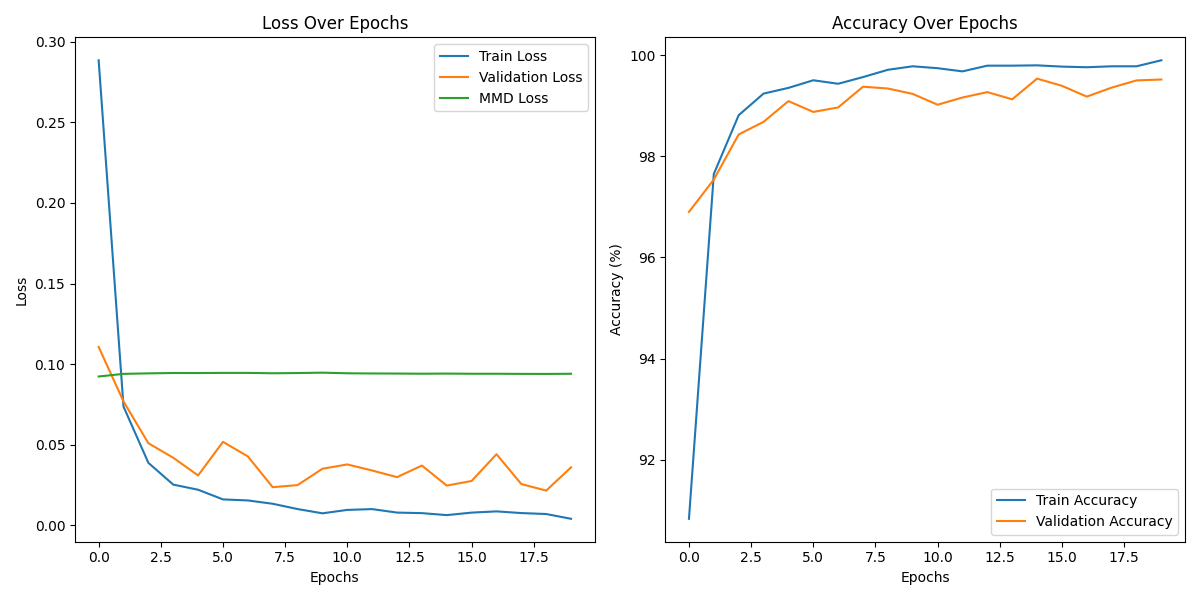 Loss Over Epochs
Loss
0.30
0.25
0.20
0.15
0.10
0.05
0.00
Train Loss
Validation Loss
MMD Loss
0.0 2.5 5.0 7.5 10.0 12.5 15.0 17.5
Epochs
Accuracy Over Epochs
Accuracy (%)
100
98
96
94
92
Train Accuracy
Validation Accuracy
0.0 2.5 5.0 7.5 10.0 12.5 15.0 17.5
Epochs